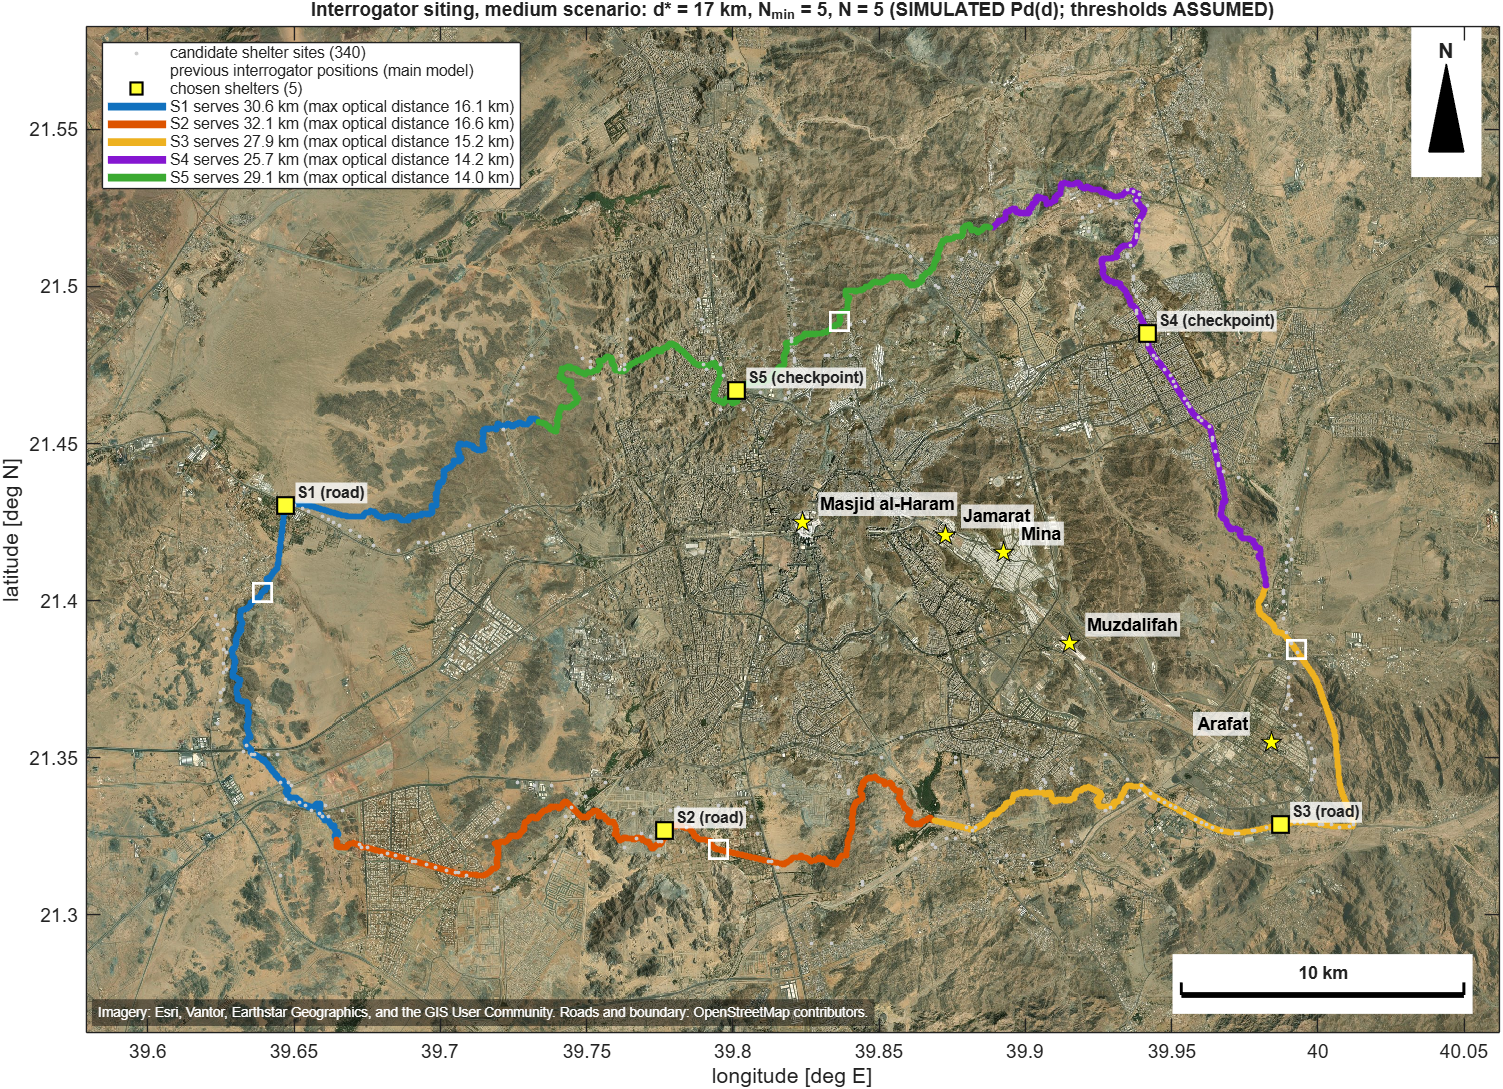 Interrogator siting, medium scenario: d* = 17 km, Nmin = 5, N = 5 (SIMULATED Pd(d); thresholds ASSUMED)
candidate shelter sites (340)
previous interrogator positions (main model)
chosen shelters (5)
S1 serves 30.6 km (max optical distance 16.1 km)
S2 serves 32.1 km (max optical distance 16.6 km)
S3 serves 27.9 km (max optical distance 15.2 km)
S4 serves 25.7 km (max optical distance 14.2 km)
S5 serves 29.1 km (max optical distance 14.0 km)
N
21.55
21.5
21.45
21.4
21.35
21.3
latitude [deg N]
S4 (checkpoint)
S5 (checkpoint)
S1 (road)
Masjid al-Haram
Jamarat
Mina
Muzdalifah
Arafat
S2 (road)
S3 (road)
10 km
Imagery: Esri, Vantor, Earthstar Geographics, and the GIS User Community. Roads and boundary: OpenStreetMap contributors.
39.6
39.65
39.7
39.75
39.8
39.85
39.9
39.95
40
40.05
longitude [deg E]